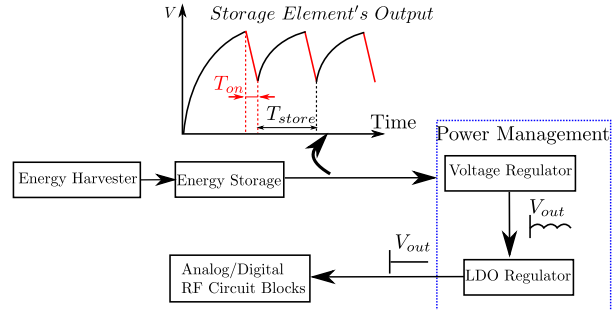 Storage Element's Output
V
T_on
T_store
Time
Power Management
Energy Harvester
Energy Storage
Voltage Regulator
V_out
V_out
Analog/Digital
RF Circuit Blocks
LDO Regulator